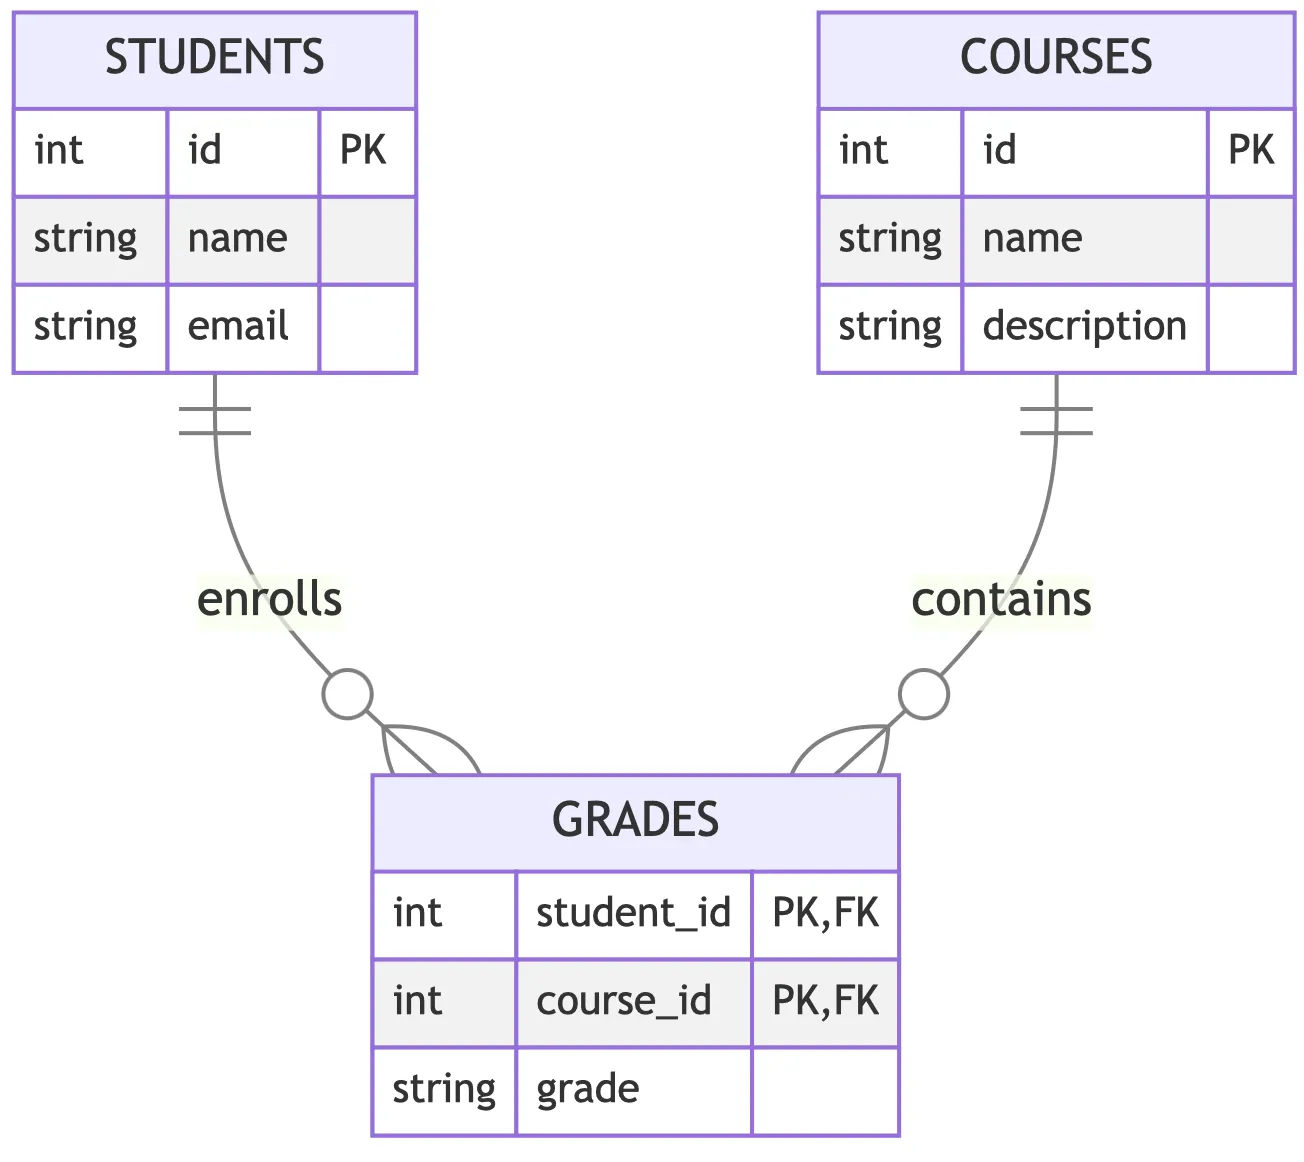 STUDENTS
int id PK
string name
string email
COURSES
int id PK
string name
string description
enrolls
contains
GRADES
int student_id PK,FK
int course_id PK,FK
string grade